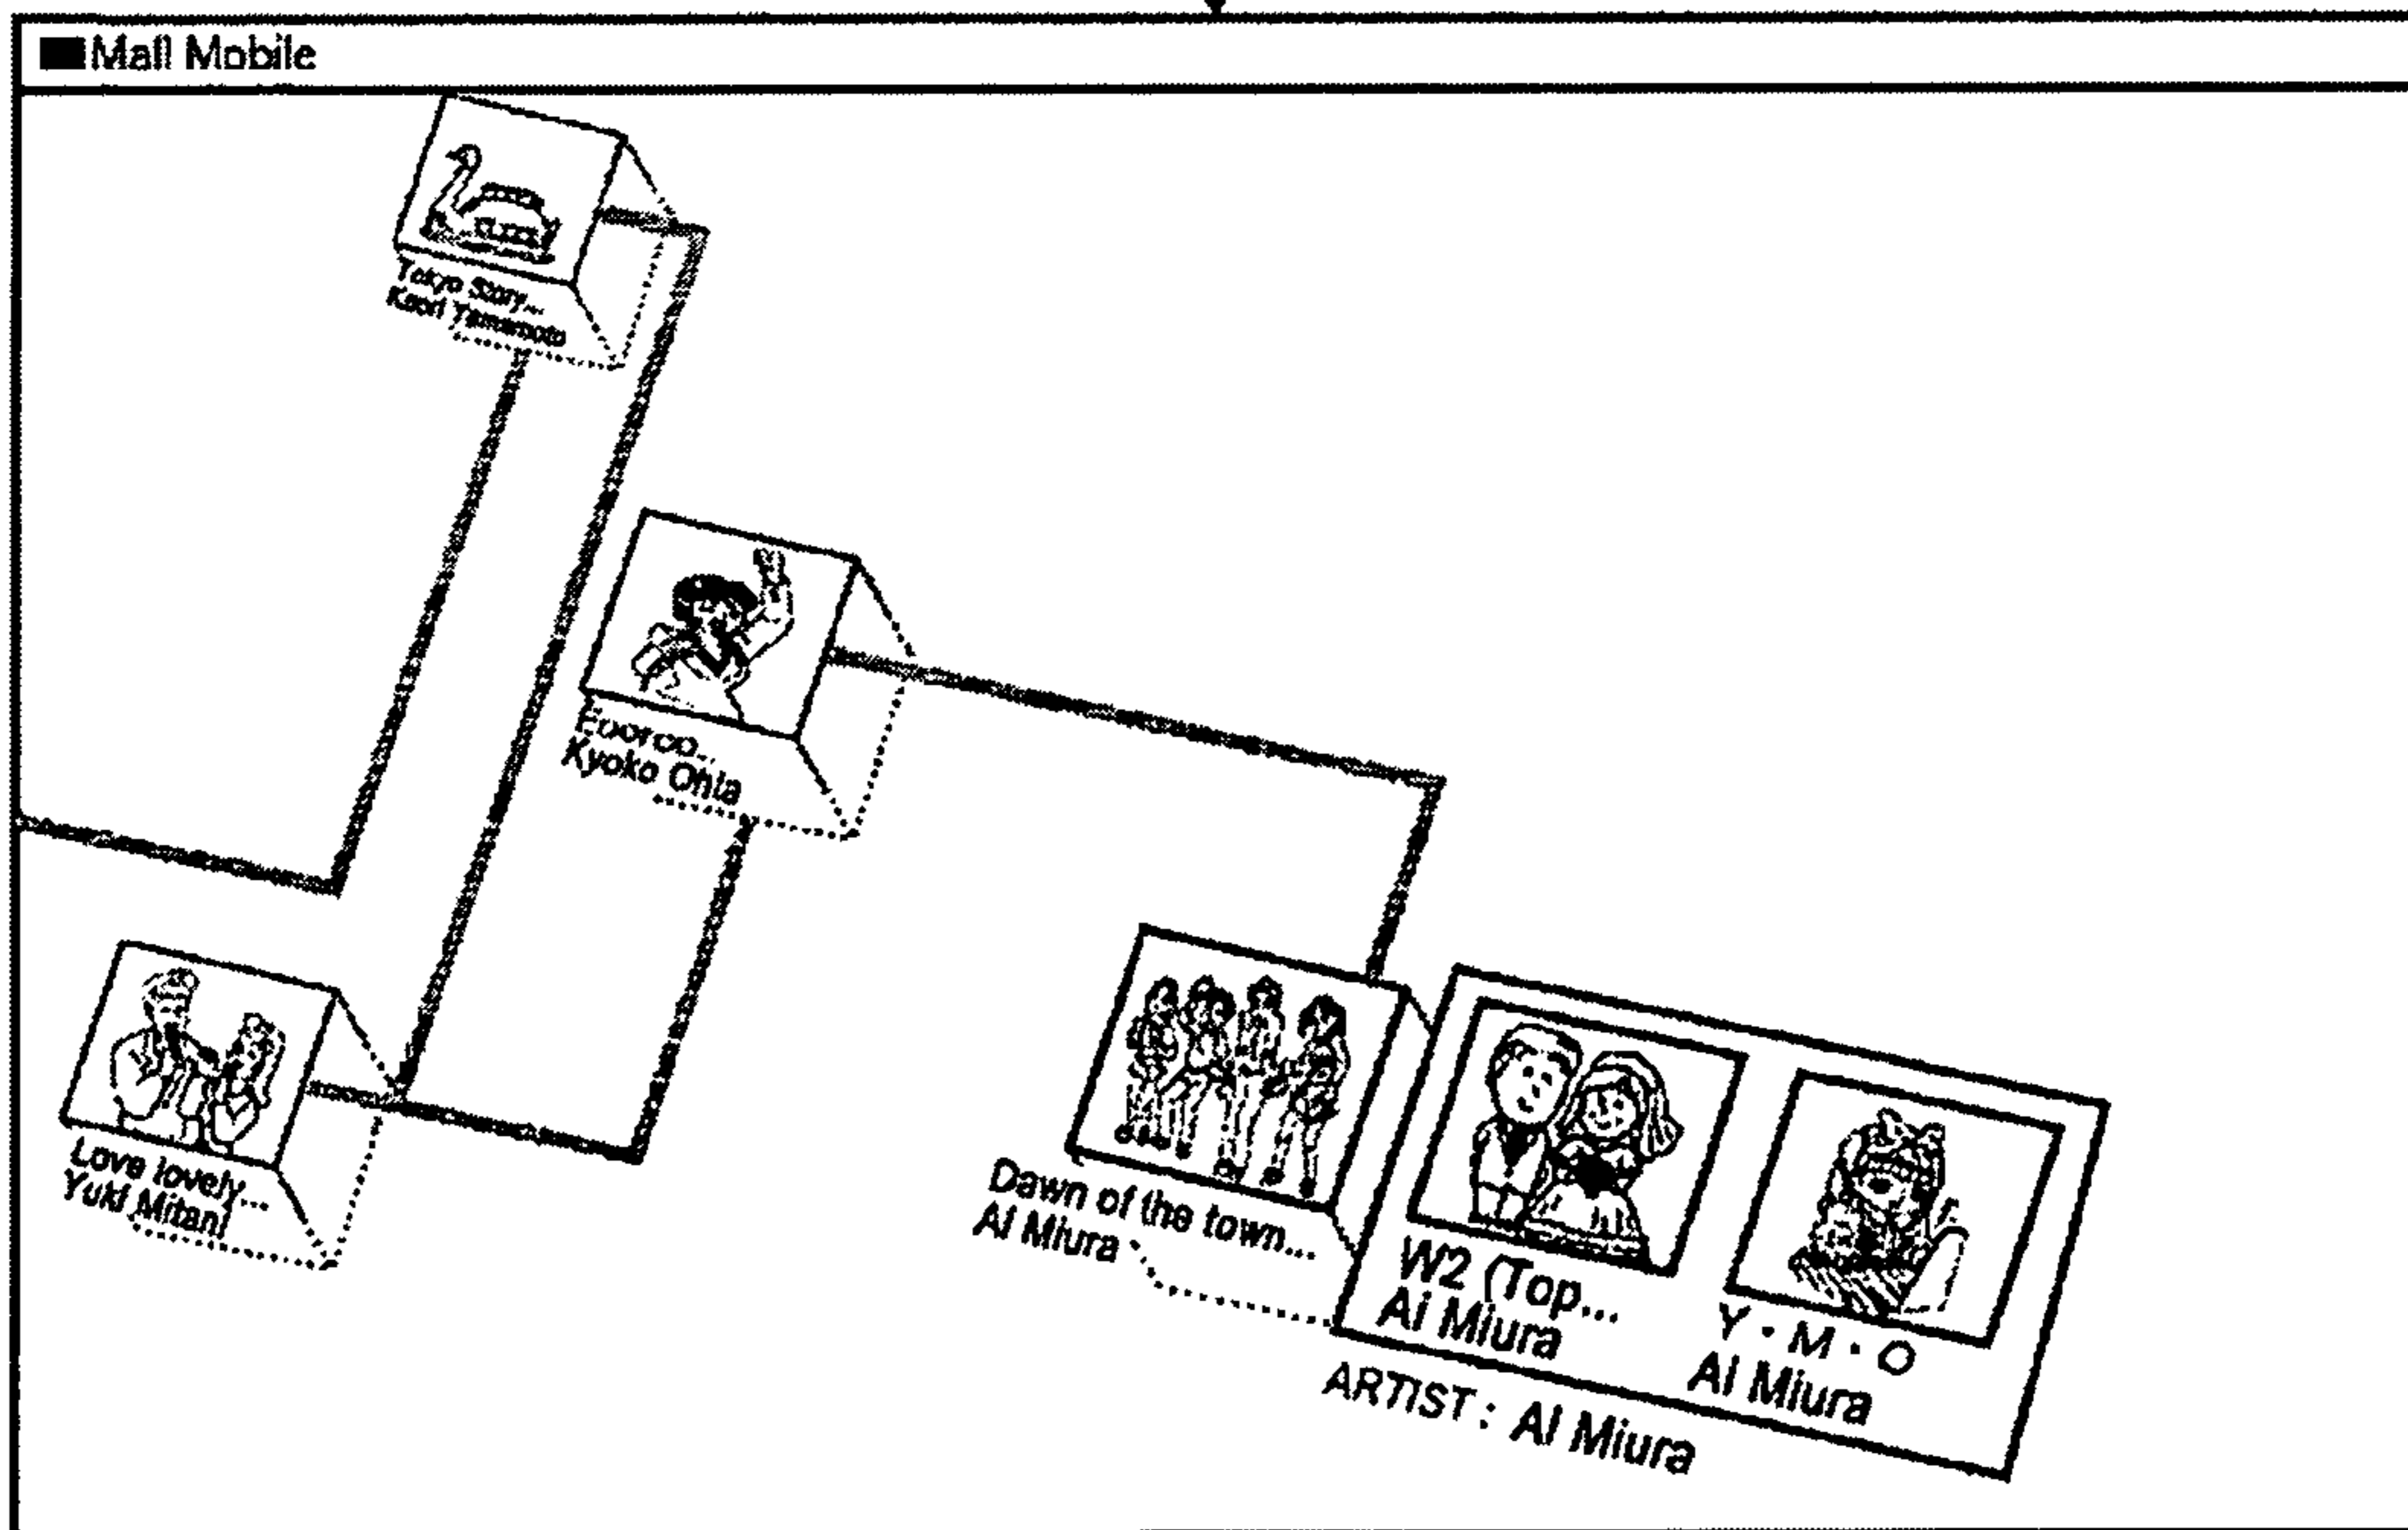 Mall Mobile
Tokyo Story...
Kaori Yamamoto
Kyoko Ohta
Love lovely...
Yuki Mitani
Dawn of the town...
Ai Miura
W2 (Top...
Ai Miura
Y・M・O
Ai Miura
ARTIST: Ai Miura